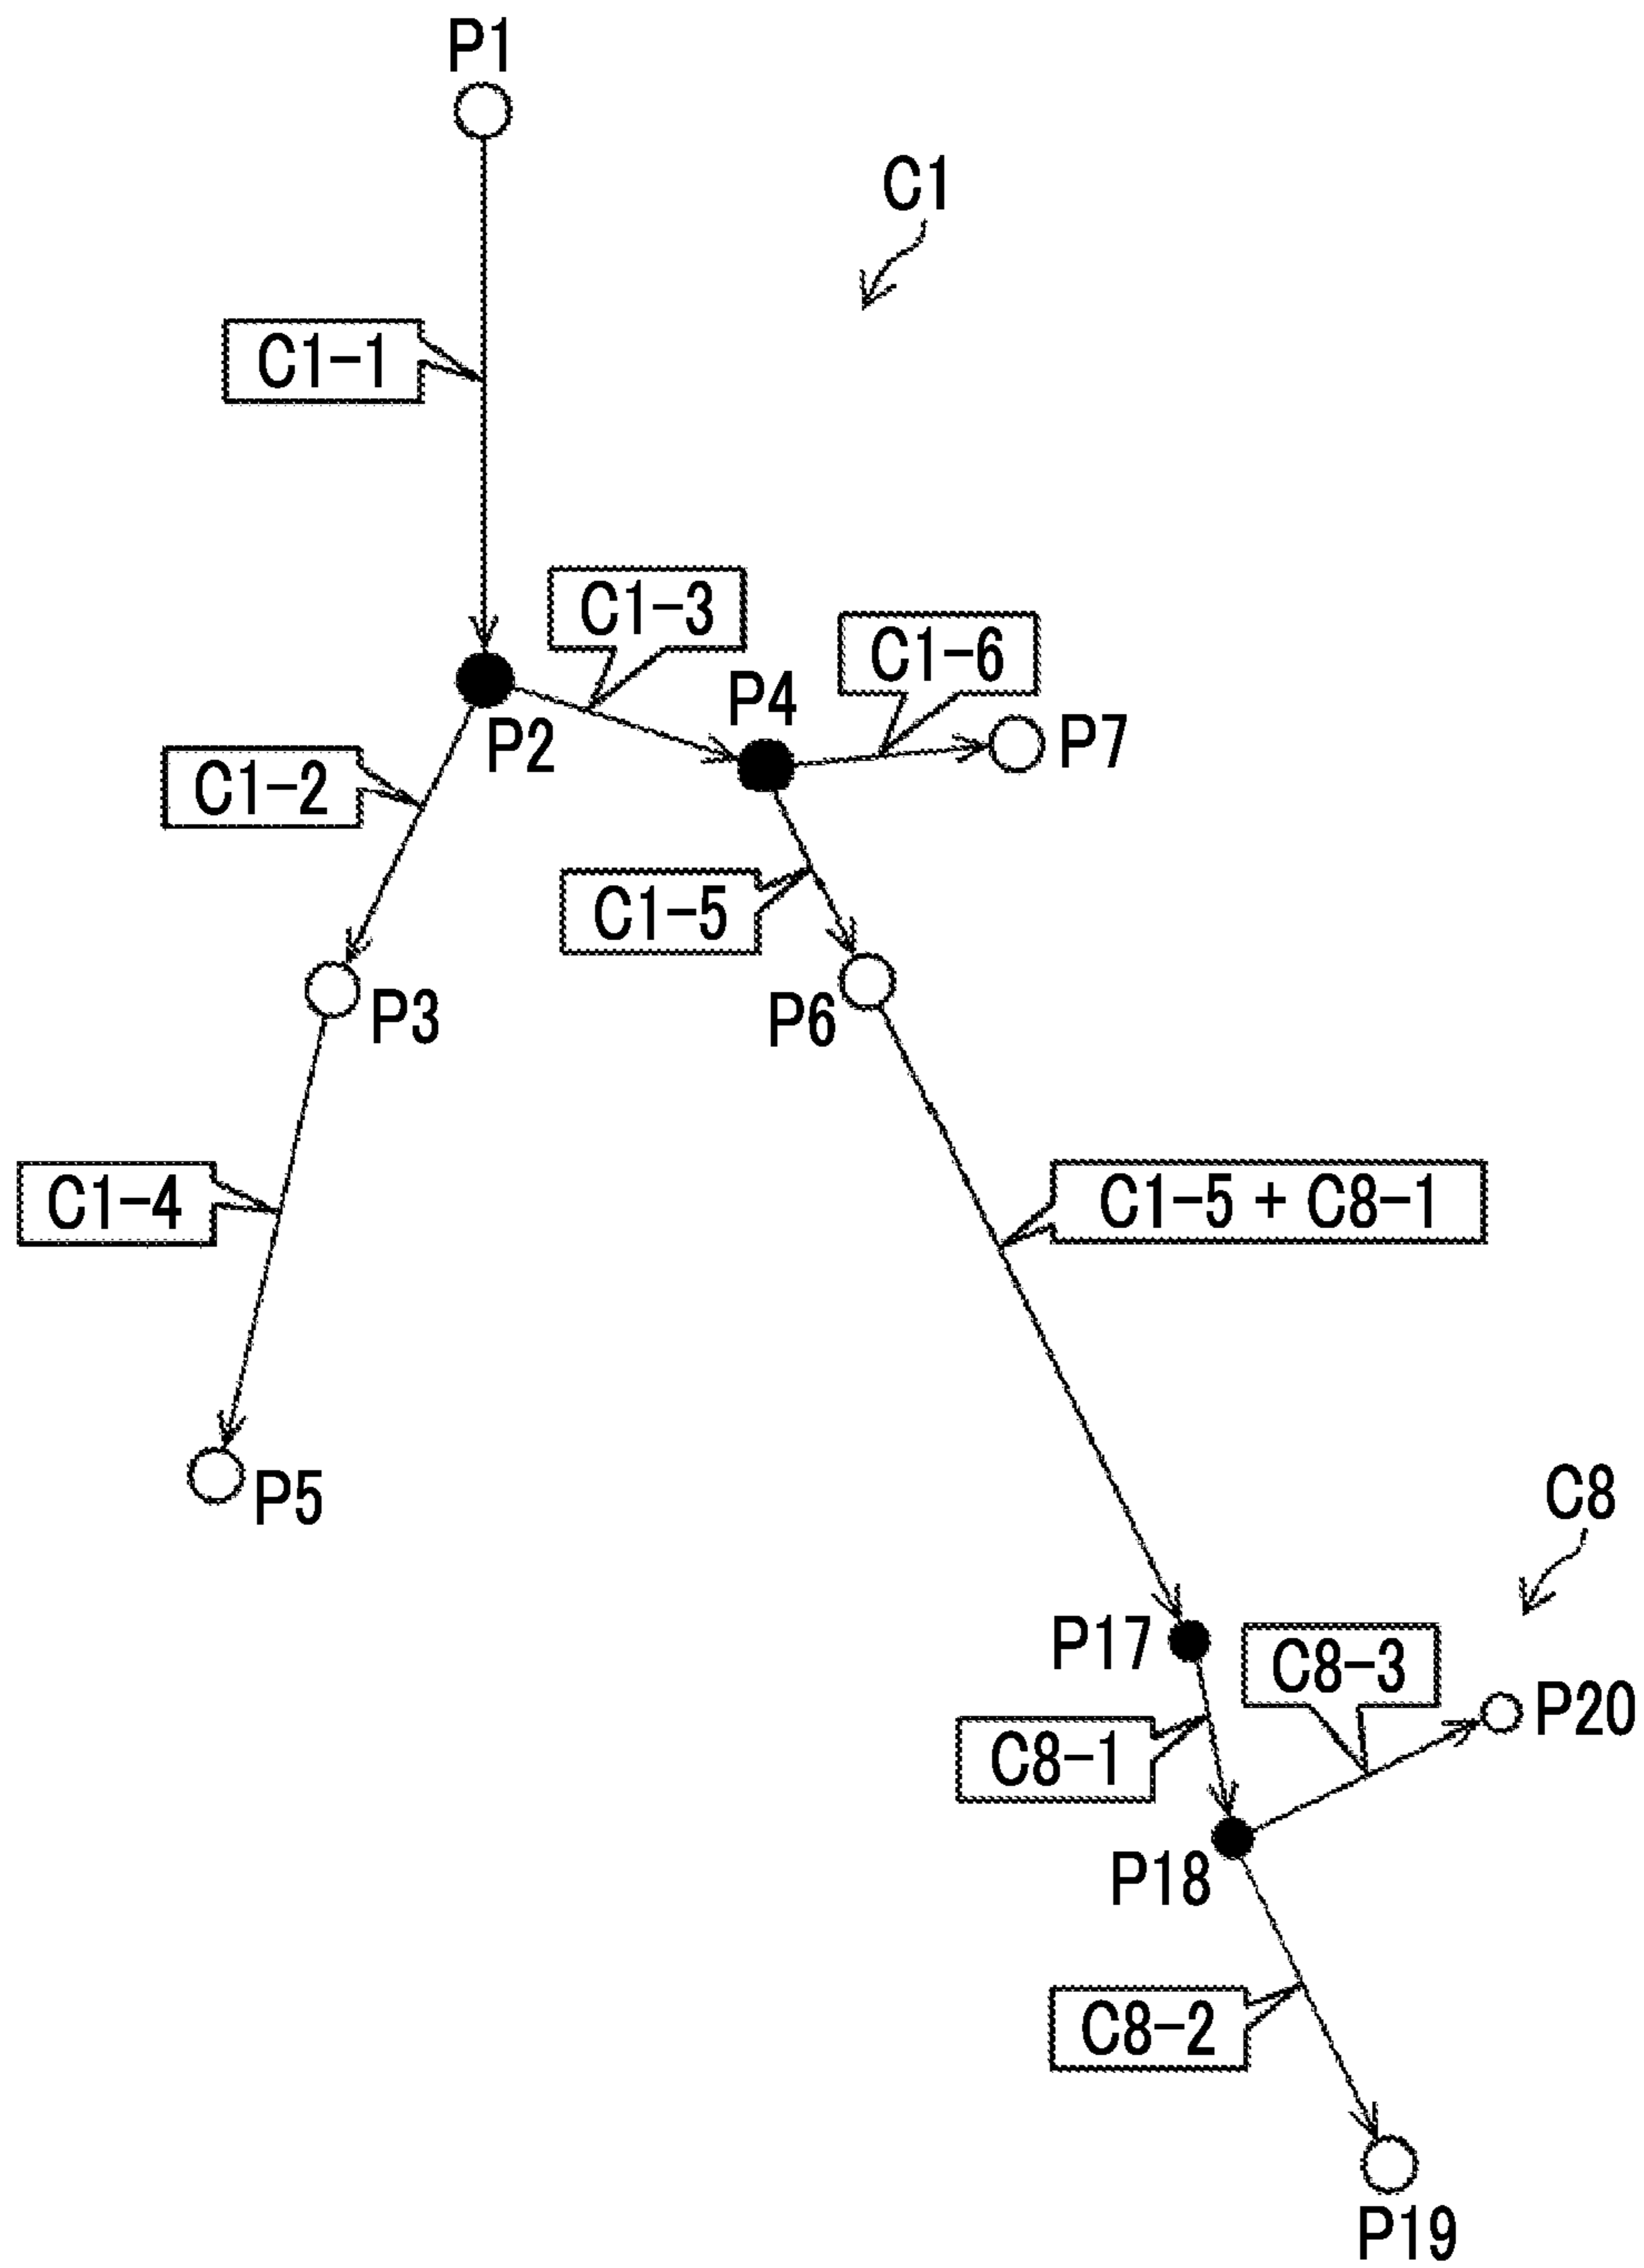 P1
C1
C1-1
C1-3
C1-6
P4
P7
P2
C1-2
C1-5
P3
P6
C1-4
C1-5 + C8-1
P5
C8
P17
C8-3
P20
C8-1
P18
C8-2
P19